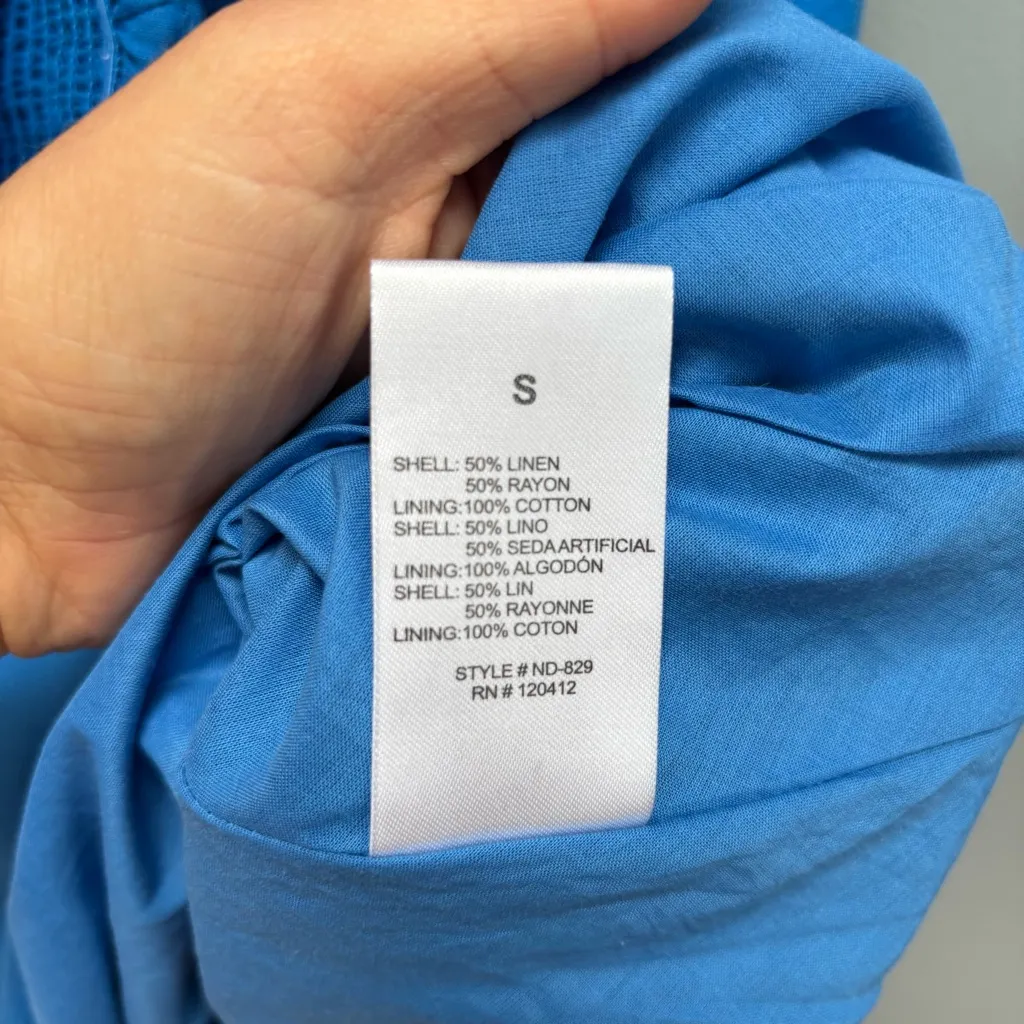 S
SHELL: 50% LINEN
50% RAYON
LINING:100% COTTON
SHELL: 50% LINO
50% SEDA ARTIFICIAL
LINING:100% ALGODÓN
SHELL: 50% LIN
50% RAYONNE
LINING:100% COTON
STYLE # ND-829
RN # 120412